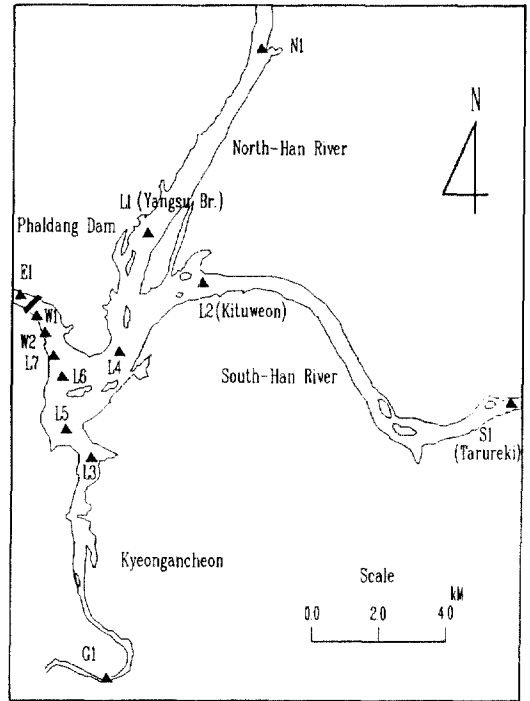 N1
N
North-Han River
L1 (Yangsu Br.)
Phaldang Dam
E1
W1
L2 (Kituweon)
W2
L7
L4
L6
South-Han River
L5
S1
(Tarureki)
L3
Kyeongancheon
Scale
kM
0.0 2.0 4.0
G1